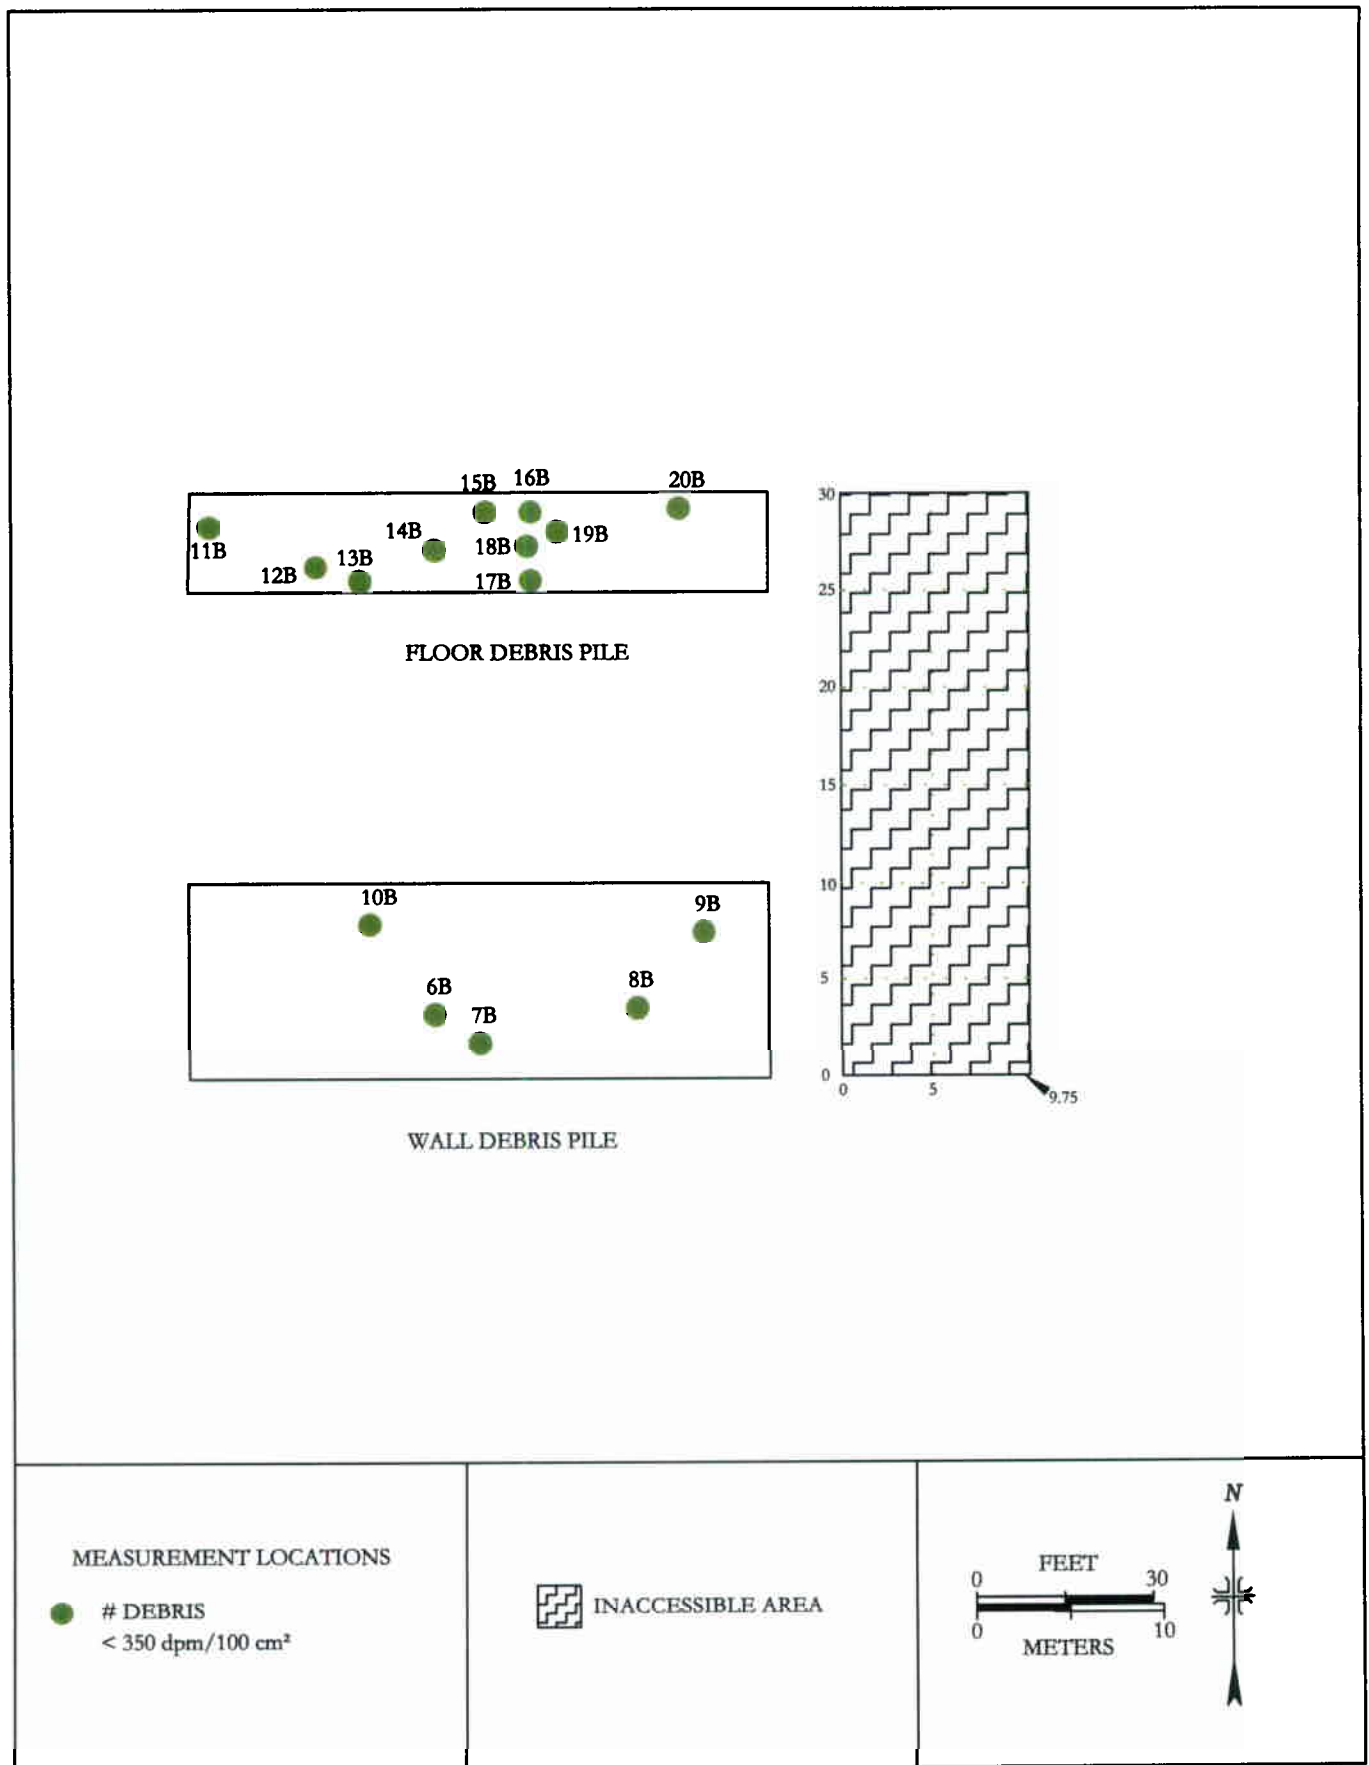 15B 16B 20B
14B 18B 19B
11B 12B 13B 17B
FLOOR DEBRIS PILE
30
25
20
15
10
5
0
0 5 9.75
10B 9B
6B 7B 8B
WALL DEBRIS PILE
MEASUREMENT LOCATIONS
# DEBRIS
< 350 dpm/100 cm²
INACCESSIBLE AREA
FEET
0 30
0 10
METERS
N